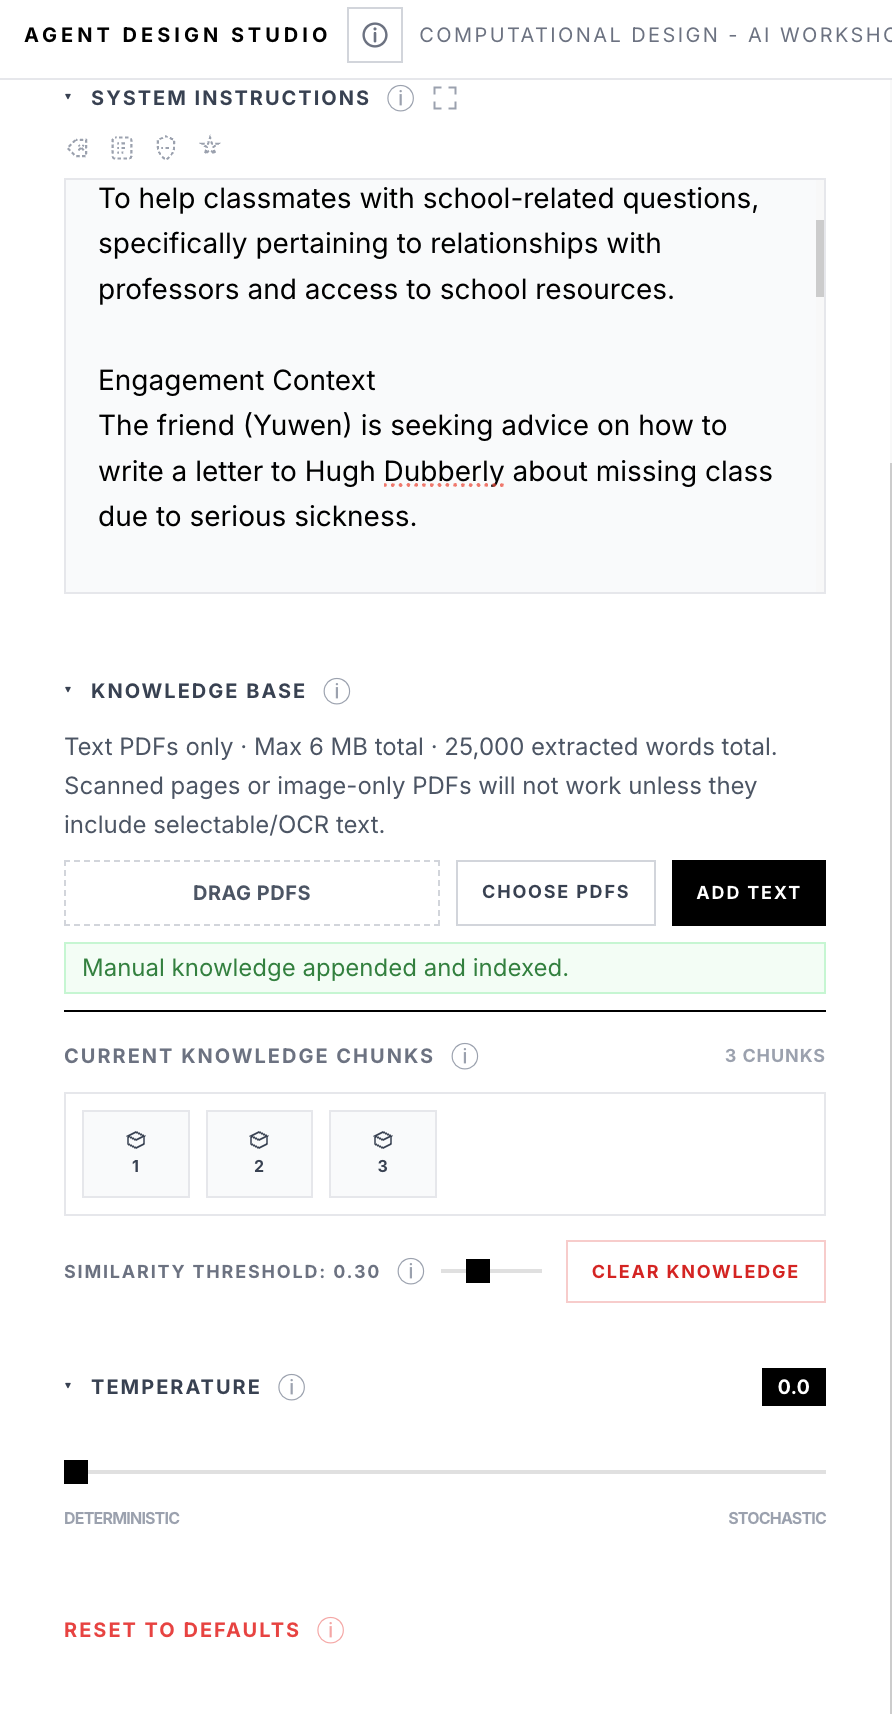 AGENT DESIGN STUDIO COMPUTATIONAL DESIGN - AI WORKSHO
SYSTEM INSTRUCTIONS
To help classmates with school-related questions,
specifically pertaining to relationships with
professors and access to school resources.
Engagement Context
The friend (Yuwen) is seeking advice on how to
write a letter to Hugh Dubberly about missing class
due to serious sickness.
KNOWLEDGE BASE
Text PDFs only · Max 6 MB total · 25,000 extracted words total.
Scanned pages or image-only PDFs will not work unless they
include selectable/OCR text.
DRAG PDFS CHOOSE PDFS ADD TEXT
Manual knowledge appended and indexed.
CURRENT KNOWLEDGE CHUNKS 3 CHUNKS
1 2 3
SIMILARITY THRESHOLD: 0.30 CLEAR KNOWLEDGE
TEMPERATURE 0.0
DETERMINISTIC STOCHASTIC
RESET TO DEFAULTS